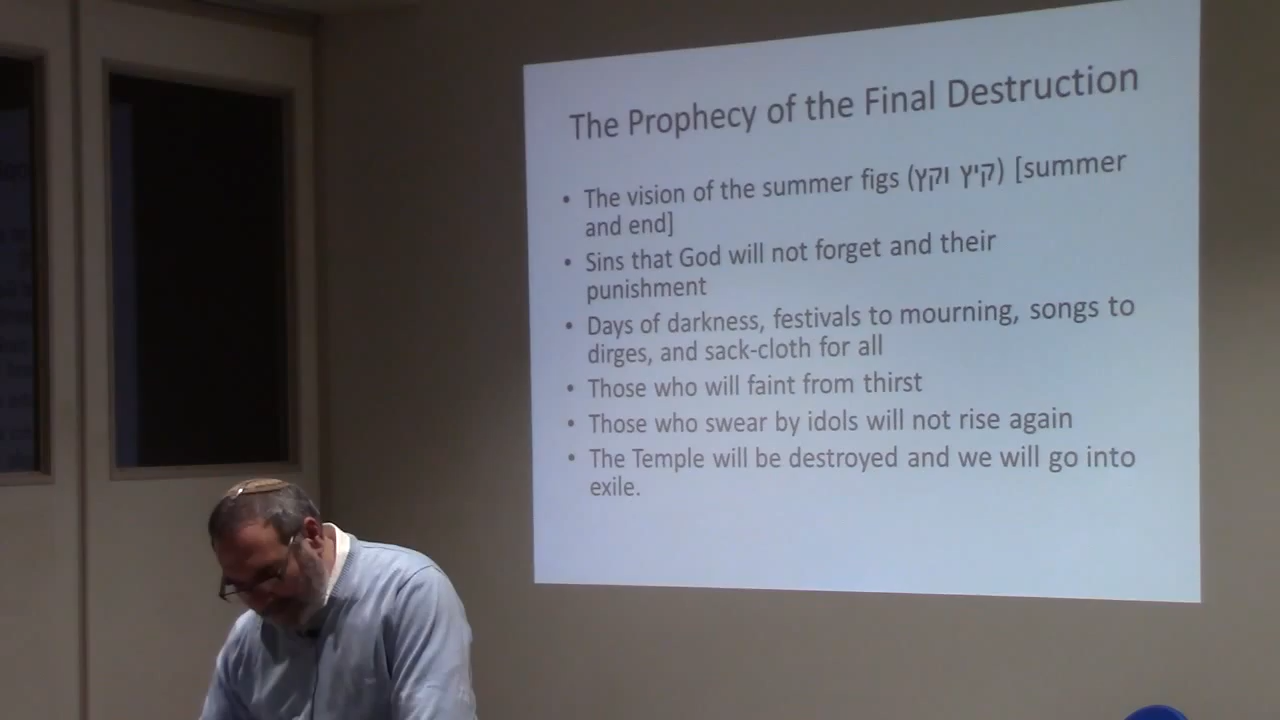 The Prophecy of the Final Destruction
• The vision of the summer figs (קיץ וקץ) [summer
and end]
• Sins that God will not forget and their
punishment
• Days of darkness, festivals to mourning, songs to
dirges, and sack-cloth for all
• Those who will faint from thirst
• Those who swear by idols will not rise again
• The Temple will be destroyed and we will go into
exile.